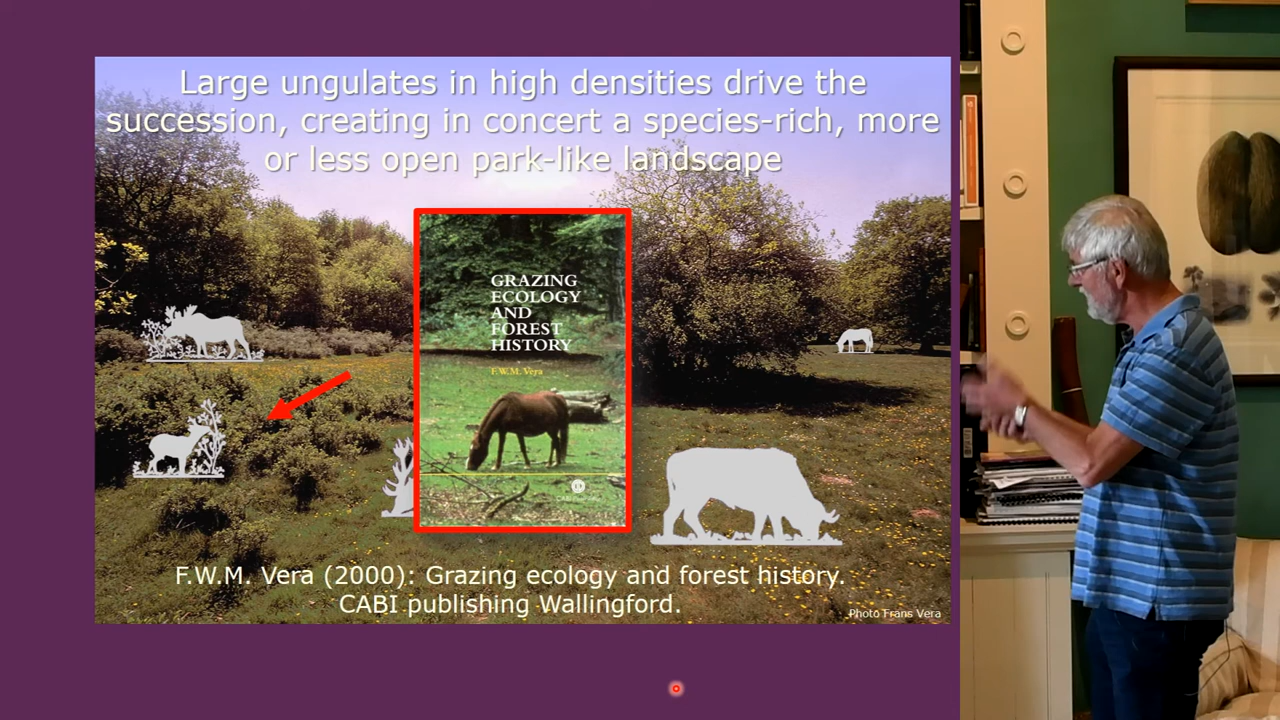 Large ungulates in high densities drive the
succession, creating in concert a species-rich, more
or less open park-like landscape
GRAZING
ECOLOGY
AND
FOREST
HISTORY
F.W.M. Vera
F.W.M. Vera (2000): Grazing ecology and forest history.
CABI publishing Wallingford.
Photo Frans Vera